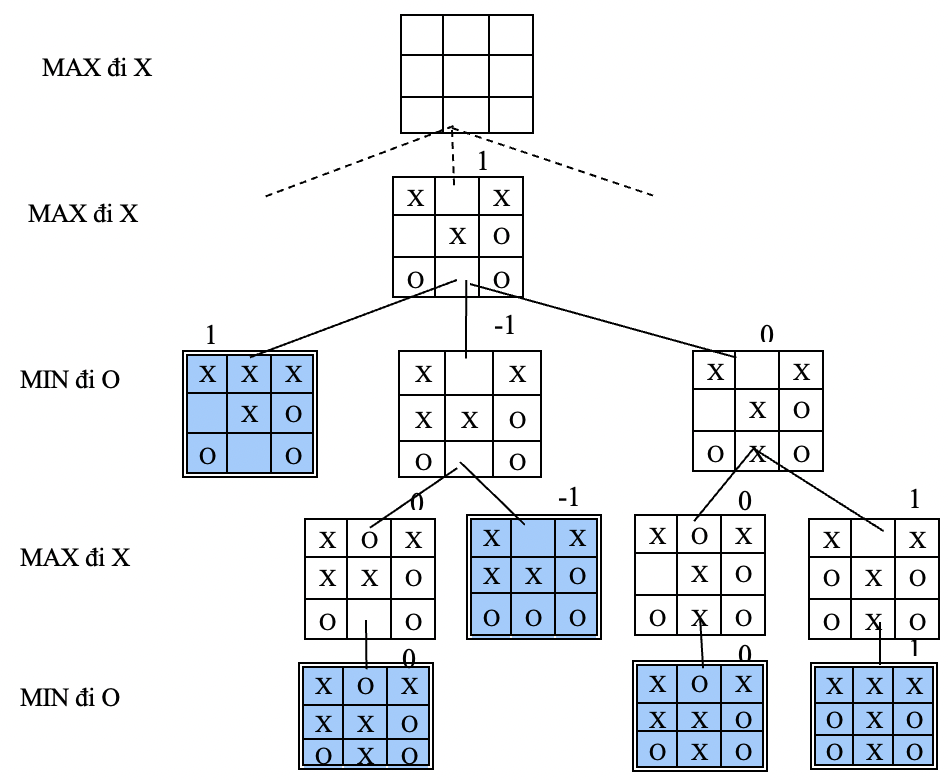 MAX đi X
1
MAX đi X
X X
X O
O O
1 -1 0
MIN đi O
X X X X X X X
X O X X O X O
O O O O O X O
0 -1 0 1
MAX đi X
X O X X X X O X X X
X X O X X O X O O X O
O O O O O O X O O X O
0 0 1
MIN đi O
X O X X O X X X X
X X O X X O O X O
O X O O X O O X O